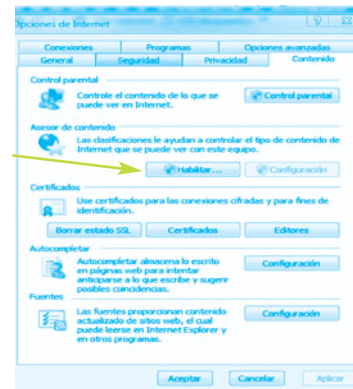 Opciones de Internet
Conexiones Programas Opciones avanzadas
General Seguridad Privacidad Contenido
Control parental
Controle el contenido de lo que se
puede ver en Internet.
Control parental
Asesor de contenido
Las clasificaciones le ayudan a controlar el tipo de contenido de
Internet que se puede ver con este equipo.
Habilitar... Configuración
Certificados
Use certificados para las conexiones cifradas y para fines de
identificación.
Borrar estado SSL Certificados Editores
Autocompletar
Autocompletar almacena lo escrito
en páginas web para intentar
anticiparse a lo que escribe y sugerir
posibles coincidencias.
Configuración
Fuentes
Las fuentes proporcionan contenido
actualizado de sitios web, el cual
puede leerse en Internet Explorer y
en otros programas.
Configuración
Aceptar Cancelar Aplicar